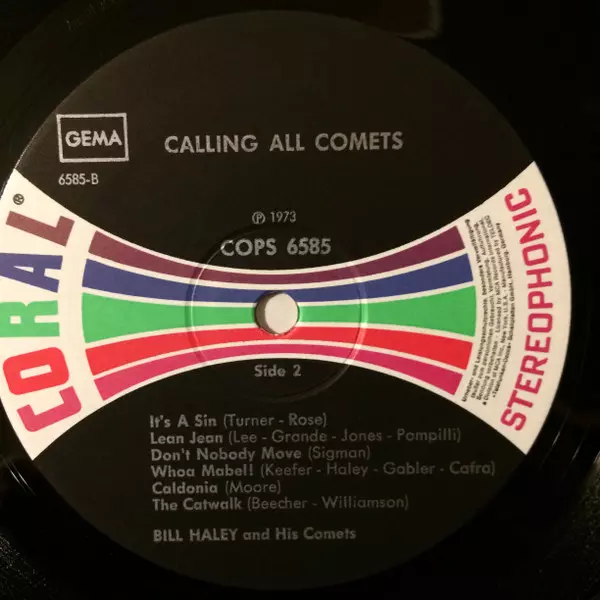 GEMA
CALLING ALL COMETS
6585-B
℗ 1973
COPS 6585
CORAL®
STEREOPHONIC
Side 2
It's A Sin (Turner - Rose)
Lean Jean (Lee - Grande - Jones - Pompilli)
Don't Nobody Move (Sigman)
Whoa Mabel! (Keefer - Haley - Gabler - Cafra)
Caldonia (Moore)
The Catwalk (Beecher - Williamson)
BILL HALEY and His Comets